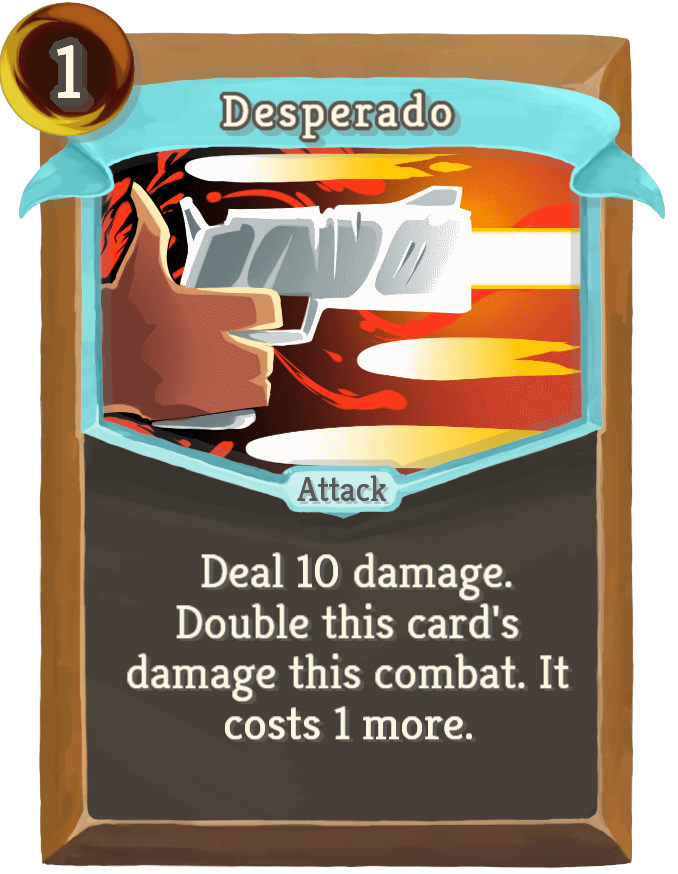 1
Desperado
Attack
Deal 10 damage.
Double this card's
damage this combat. It
costs 1 more.